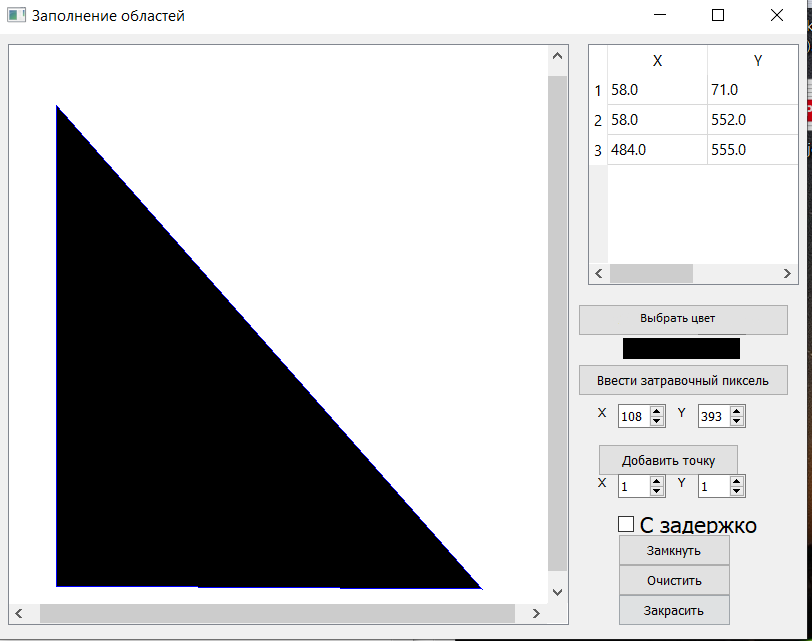 Заполнение областей
X Y
1 58.0 71.0
2 58.0 552.0
3 484.0 555.0
Выбрать цвет
Ввести затравочный пиксель
X 108 Y 393
Добавить точку
X 1 Y 1
С задержко
Замкнуть
Очистить
Закрасить